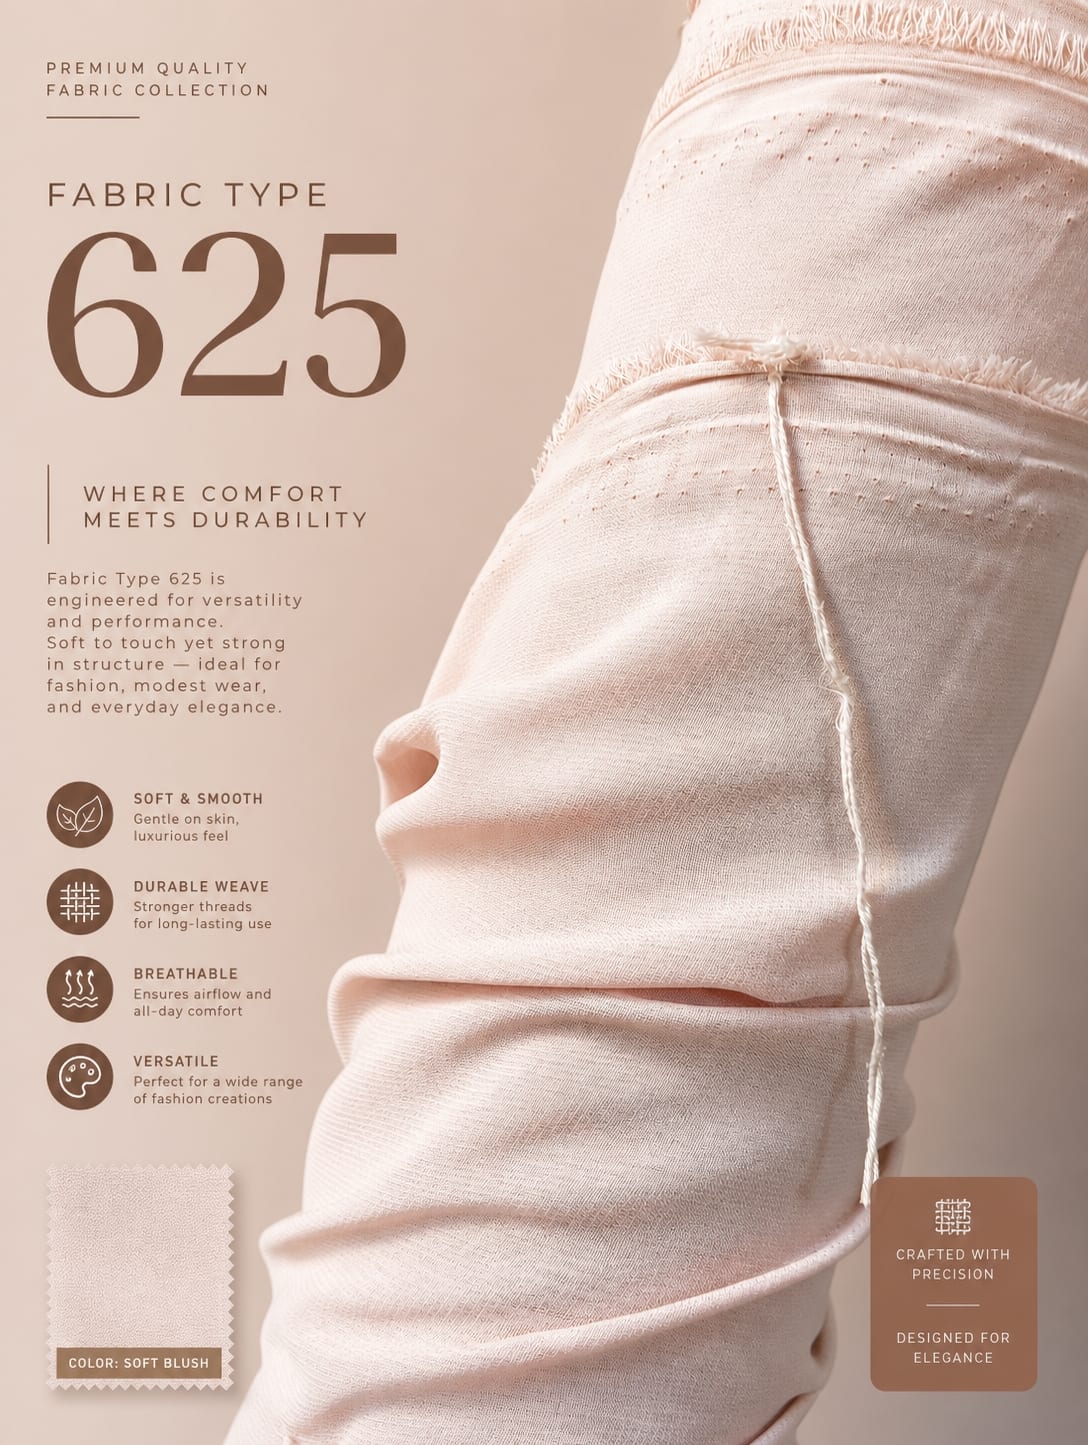 PREMIUM QUALITY
FABRIC COLLECTION
FABRIC TYPE
625
WHERE COMFORT
MEETS DURABILITY
Fabric Type 625 is
engineered for versatility
and performance.
Soft to touch yet strong
in structure — ideal for
fashion, modest wear,
and everyday elegance.
SOFT & SMOOTH
Gentle on skin,
luxurious feel
DURABLE WEAVE
Stronger threads
for long-lasting use
BREATHABLE
Ensures airflow and
all-day comfort
VERSATILE
Perfect for a wide range
of fashion creations
COLOR: SOFT BLUSH
CRAFTED WITH
PRECISION
DESIGNED FOR
ELEGANCE